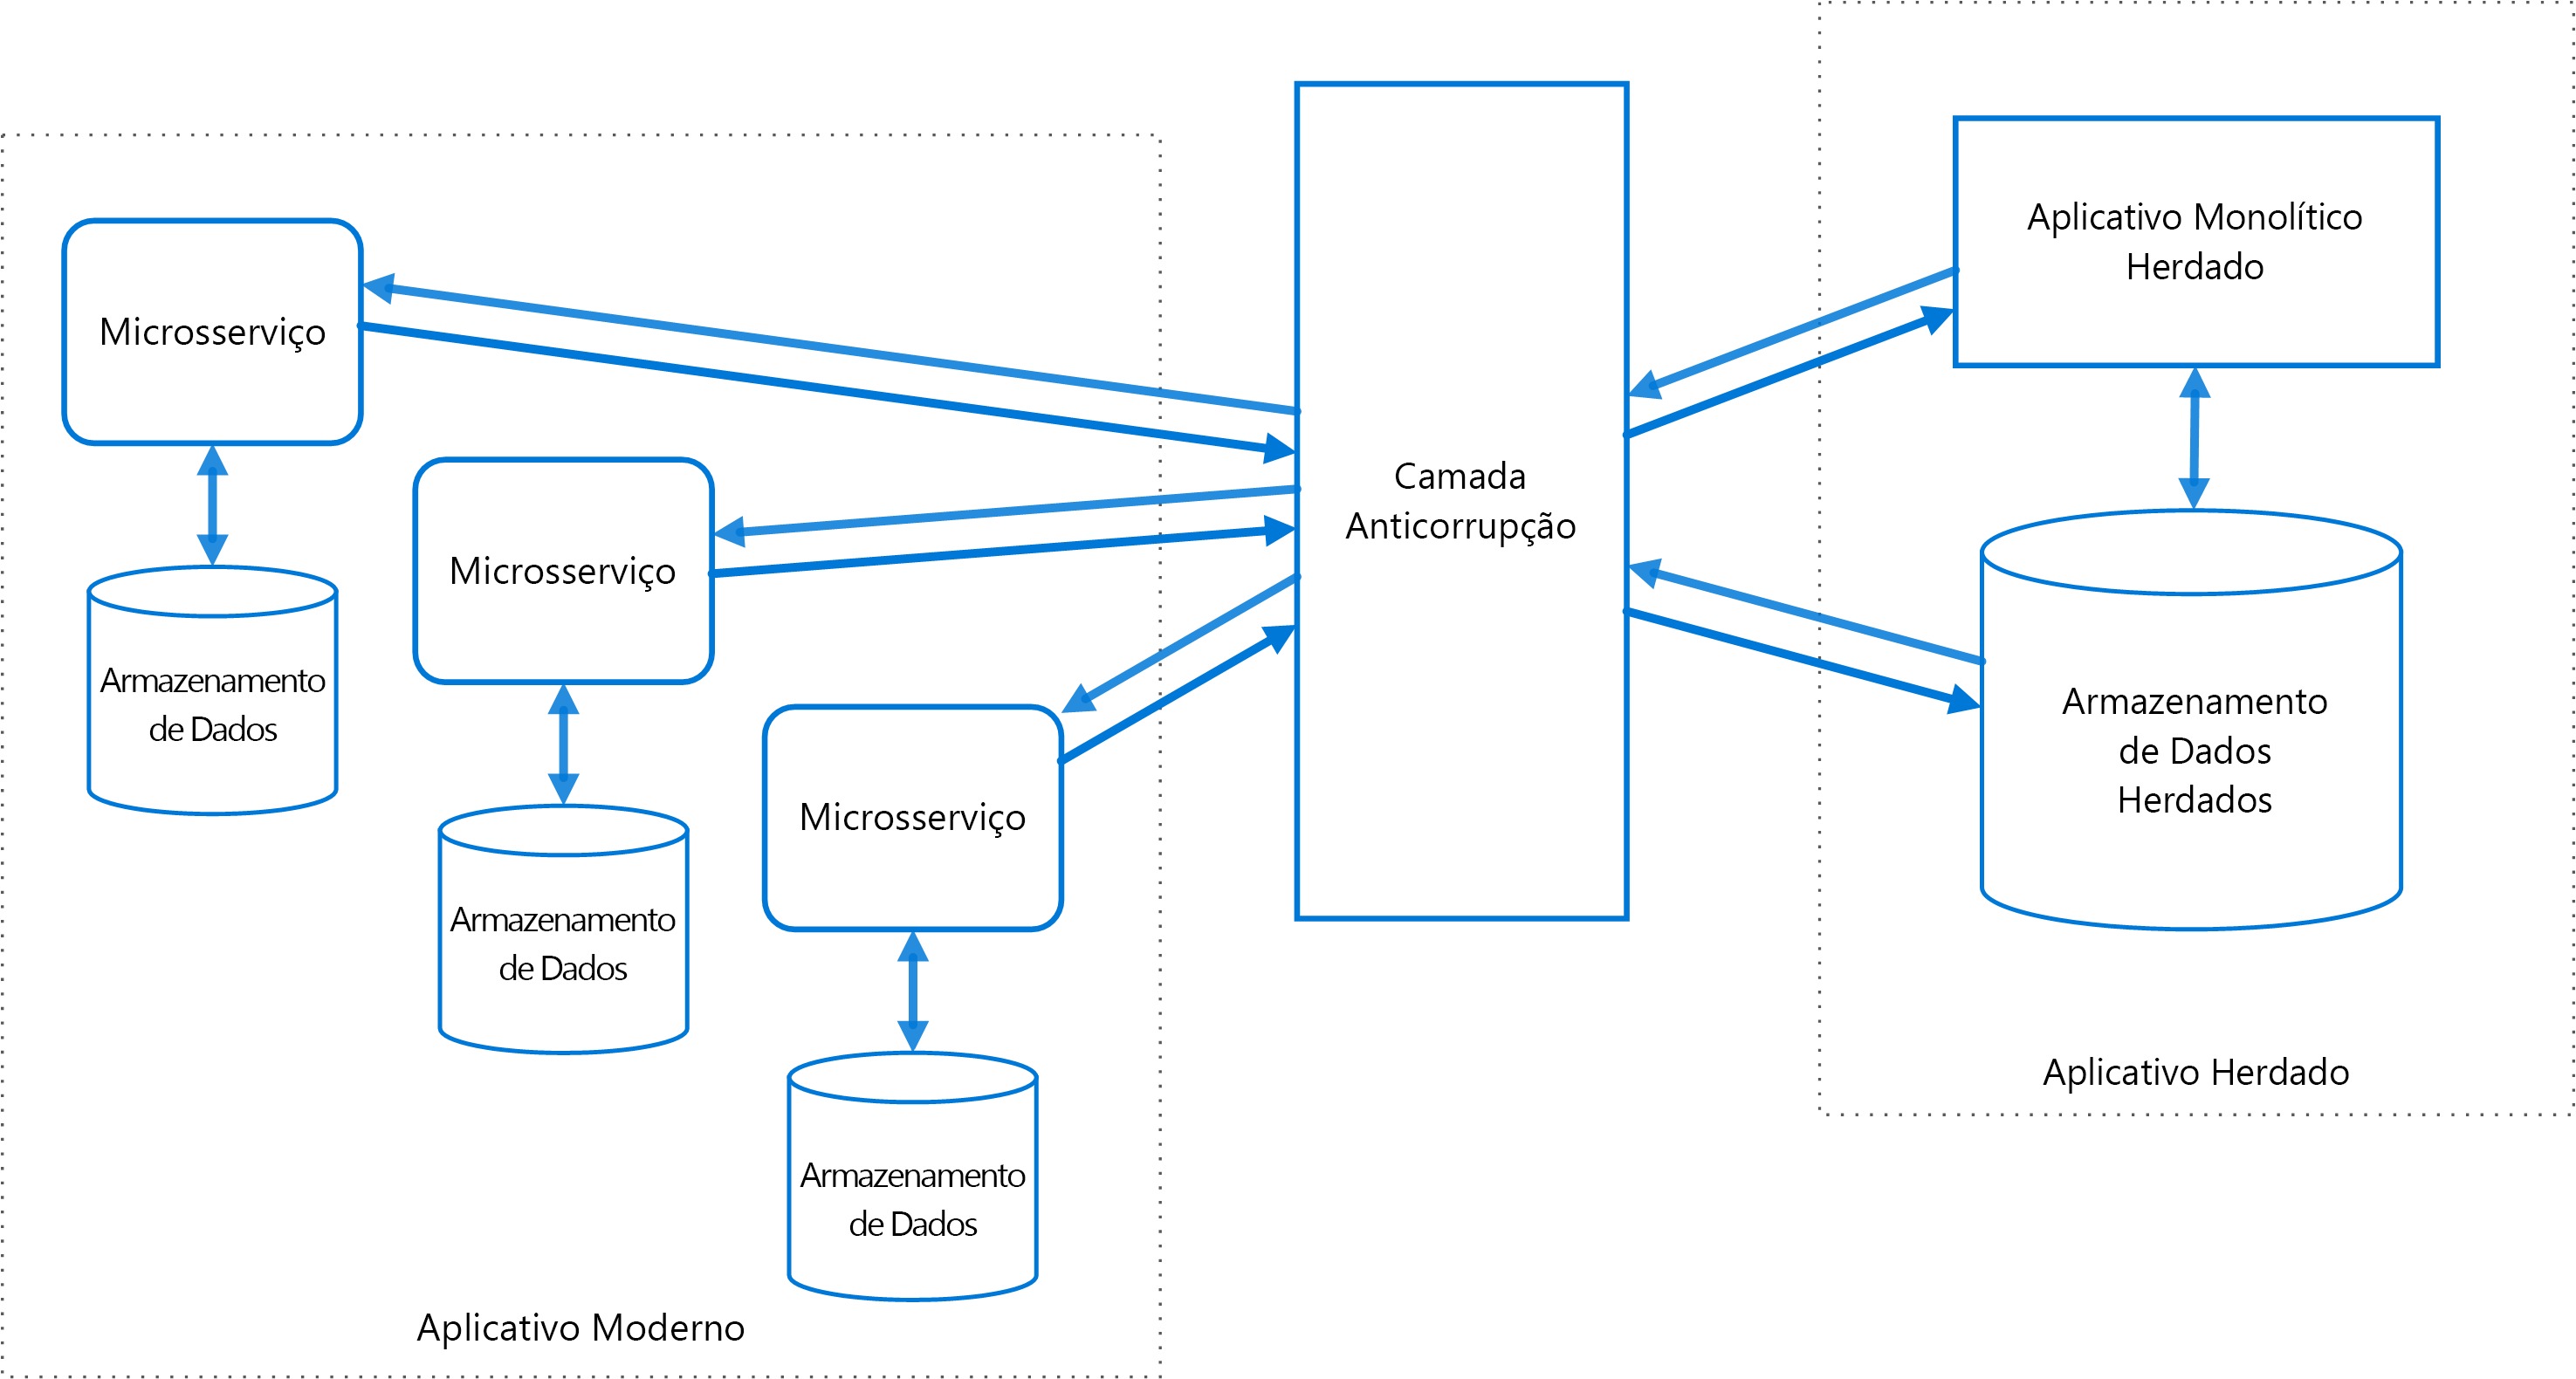 Microsserviço
Armazenamento
de Dados
Microsserviço
Armazenamento
de Dados
Microsserviço
Armazenamento
de Dados
Aplicativo Moderno
Camada
Anticorrupção
Aplicativo Monolítico
Herdado
Armazenamento
de Dados
Herdados
Aplicativo Herdado